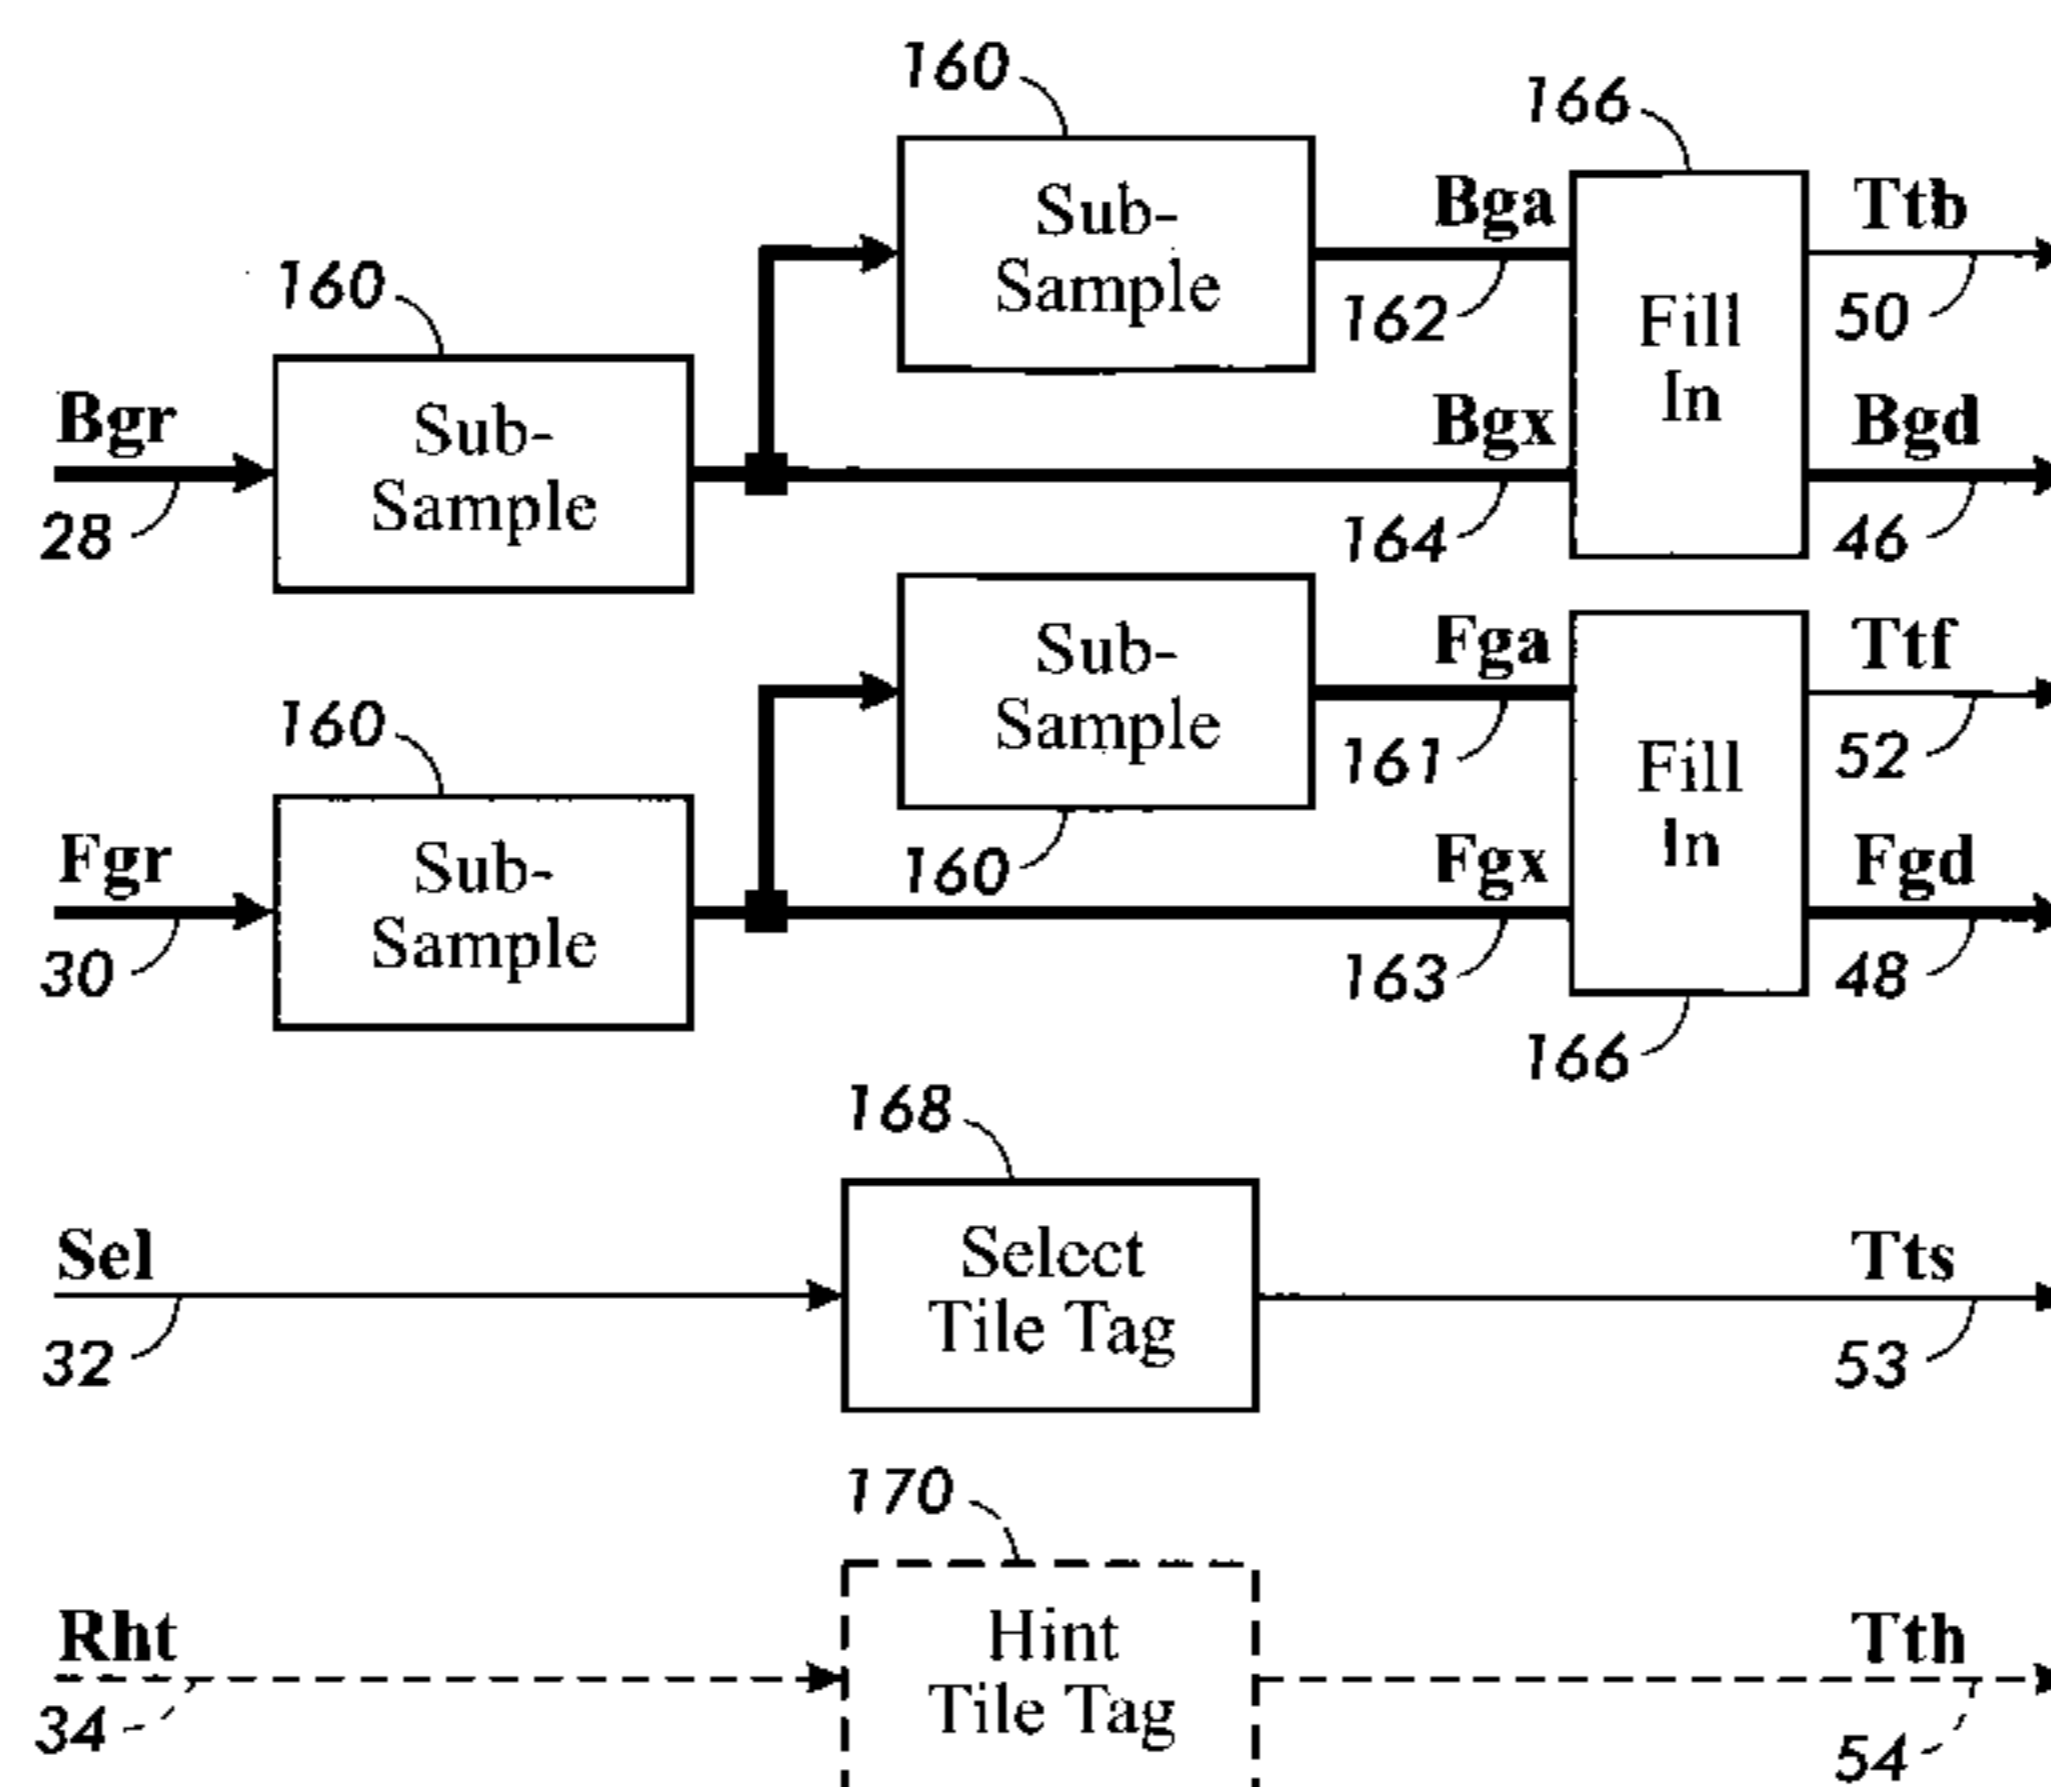 160
166
Sub-
Sample
Bga
162
Ttb
50
160
Fill
In
Bgr
28
Sub-
Sample
Bgx
164
Bgd
46
Sub-
Sample
160
Fga
161
Ttf
52
160
Fill
In
Fgr
30
Sub-
Sample
Fgx
163
Fgd
48
166
168
Sel
32
Select
Tile Tag
Tts
53
170
Rht
34
Hint
Tile Tag
Tth
54